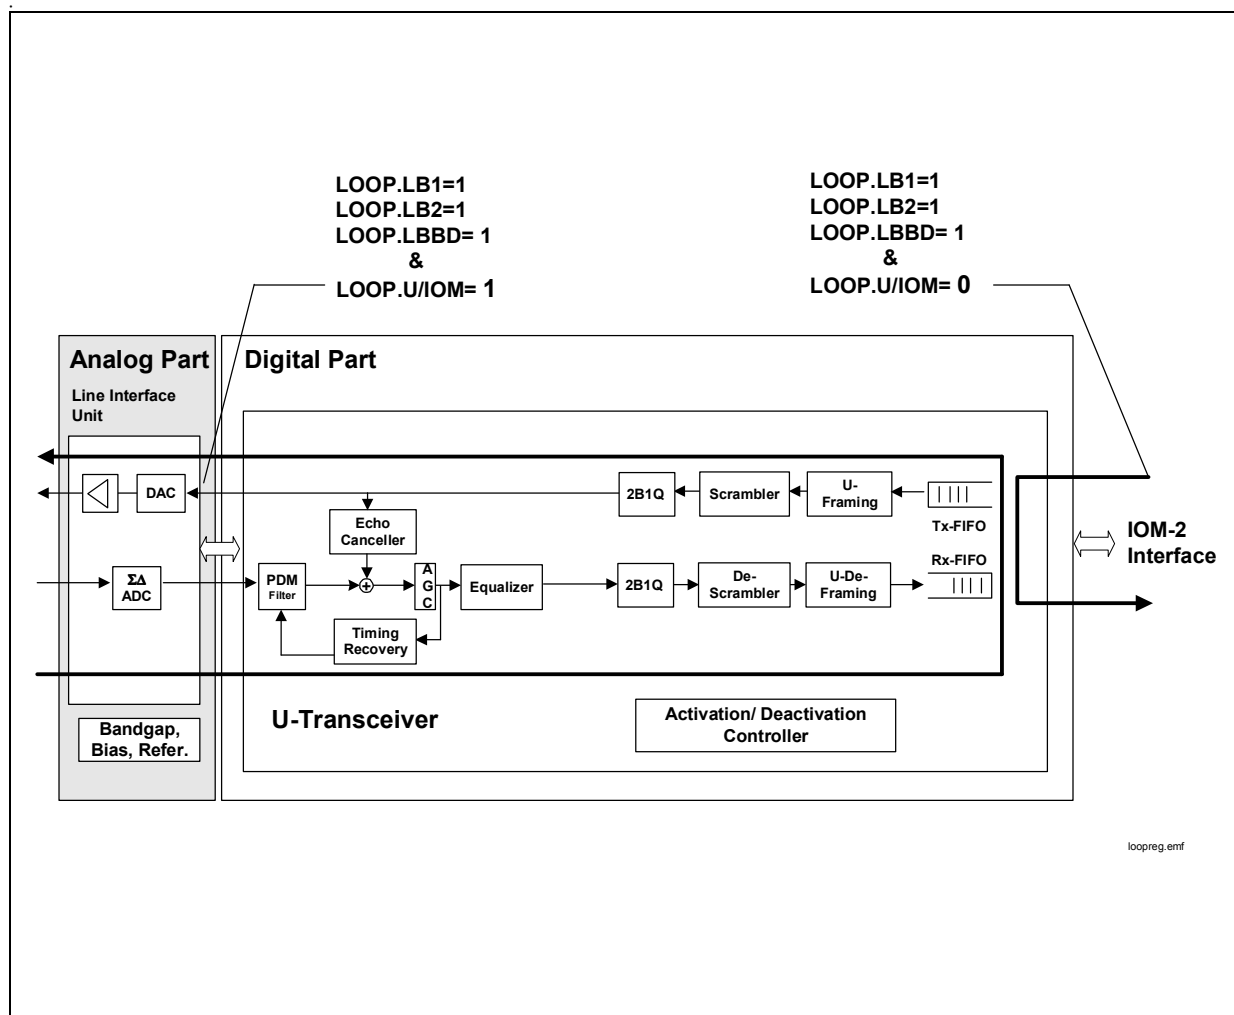 LOOP.LB1=1
LOOP.LB2=1
LOOP.LBBD= 1
&
LOOP.U/IOM= 1
LOOP.LB1=1
LOOP.LB2=1
LOOP.LBBD= 1
&
LOOP.U/IOM= 0
Analog Part
Digital Part
Line Interface
Unit
DAC
2B1Q
Scrambler
U-
Framing
Tx-FIFO
Echo
Canceller
IOM-2
Interface
Rx-FIFO
ΣΔ
ADC
PDM
Filter
A
G
C
Equalizer
2B1Q
De-
Scrambler
U-De-
Framing
Timing
Recovery
U-Transceiver
Activation/ Deactivation
Controller
Bandgap,
Bias, Refer.
loopreg.emf